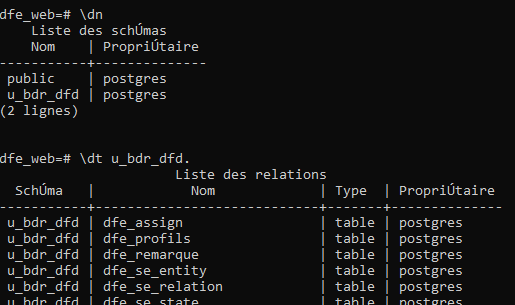 dfe_web=# \dn
    Liste des schÚmas
    Nom    | PropriÚtaire
-----------+--------------
 public    | postgres
 u_bdr_dfd | postgres
(2 lignes)
dfe_web=# \dt u_bdr_dfd.
                      Liste des relations
  SchÚma   |            Nom             | Type  | PropriÚtaire
-----------+----------------------------+-------+--------------
 u_bdr_dfd | dfe_assign                 | table | postgres
 u_bdr_dfd | dfe_profils                | table | postgres
 u_bdr_dfd | dfe_remarque               | table | postgres
 u_bdr_dfd | dfe_se_entity              | table | postgres
 u_bdr_dfd | dfe_se_relation            | table | postgres
 u_bdr_dfd | dfe_se_state               | table | postgres